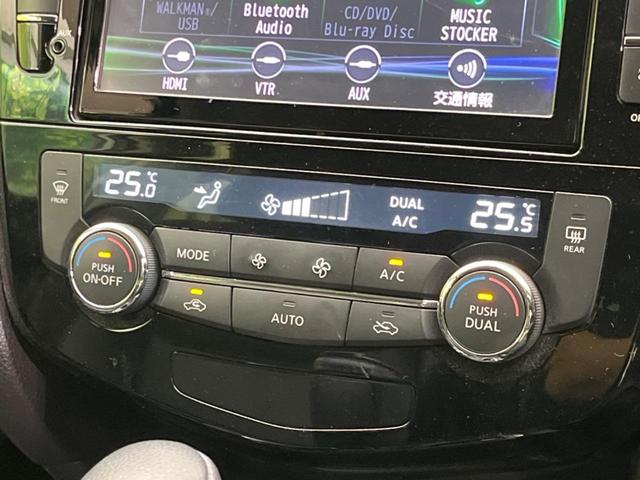 WALKMAN®/
USB
Bluetooth
Audio
CD/DVD/
Blu-ray Disc
MUSIC
STOCKER
AUX
HDMI
VTR
AUX
交通情報
25.0 °C
DUAL
A/C
25.5 °C
FRONT
REAR
PUSH
ON·OFF
MODE
A/C
AUTO
PUSH
DUAL